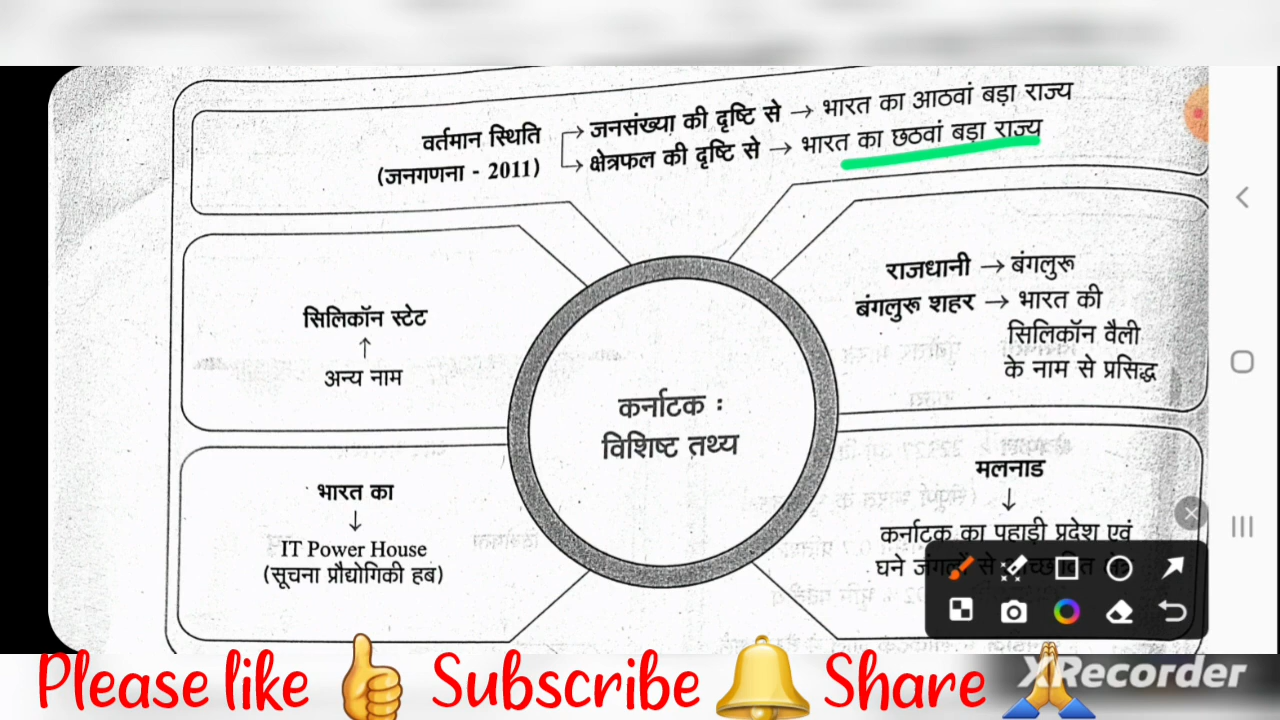 वर्तमान स्थिति
(जनगणना - 2011)
→ जनसंख्या की दृष्टि से → भारत का आठवां बड़ा राज्य
→ क्षेत्रफल की दृष्टि से → भारत का छठवां बड़ा राज्य
सिलिकॉन स्टेट
↑
अन्य नाम
राजधानी → बंगलुरू
बंगलुरू शहर → भारत की
सिलिकॉन वैली
के नाम से प्रसिद्ध
कर्नाटक :
विशिष्ट तथ्य
भारत का
↓
IT Power House
(सूचना प्रौद्योगिकी हब)
मलनाड
↓
कर्नाटक का पहाड़ी प्रदेश एवं
घने जंगलों से
Please like Subscribe Share
XRecorder